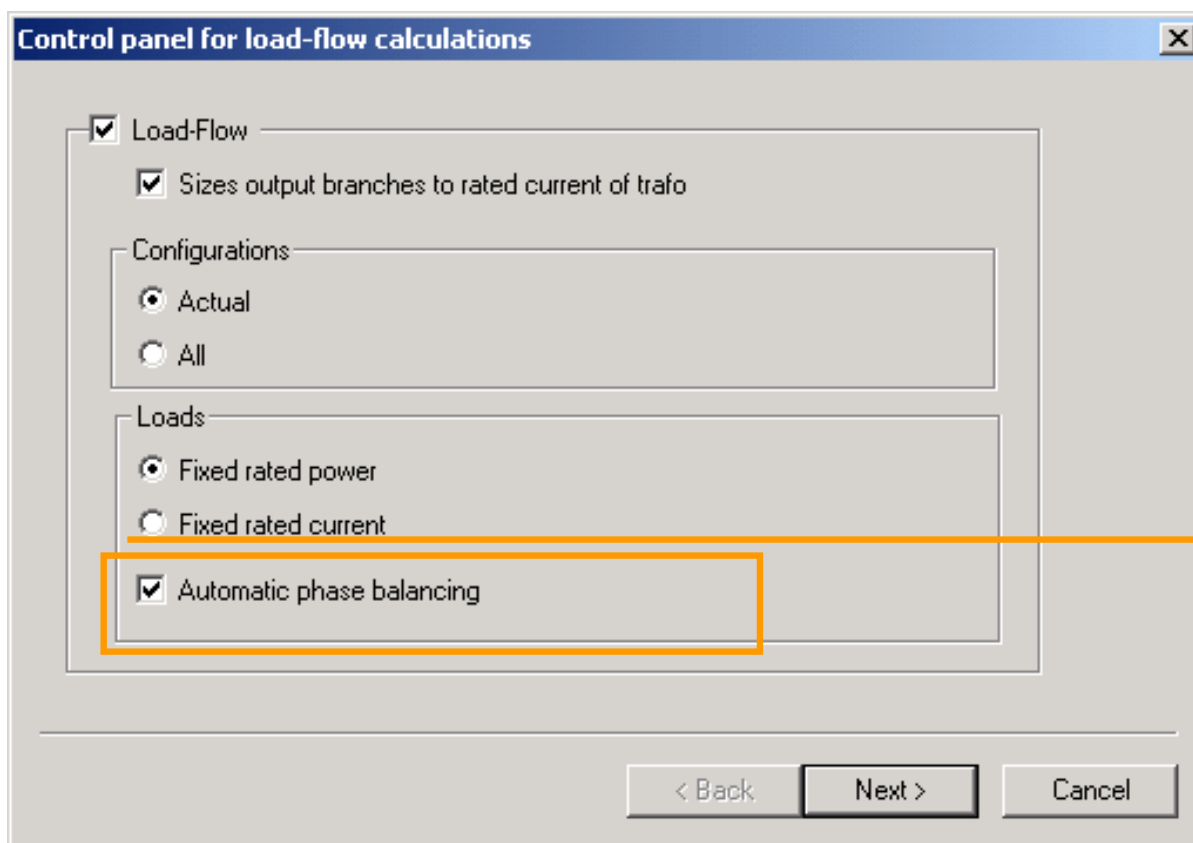 Control panel for load-flow calculations
Load-Flow
Sizes output branches to rated current of trafo
Configurations
Actual
All
Loads
Fixed rated power
Fixed rated current
Automatic phase balancing
< Back
Next >
Cancel